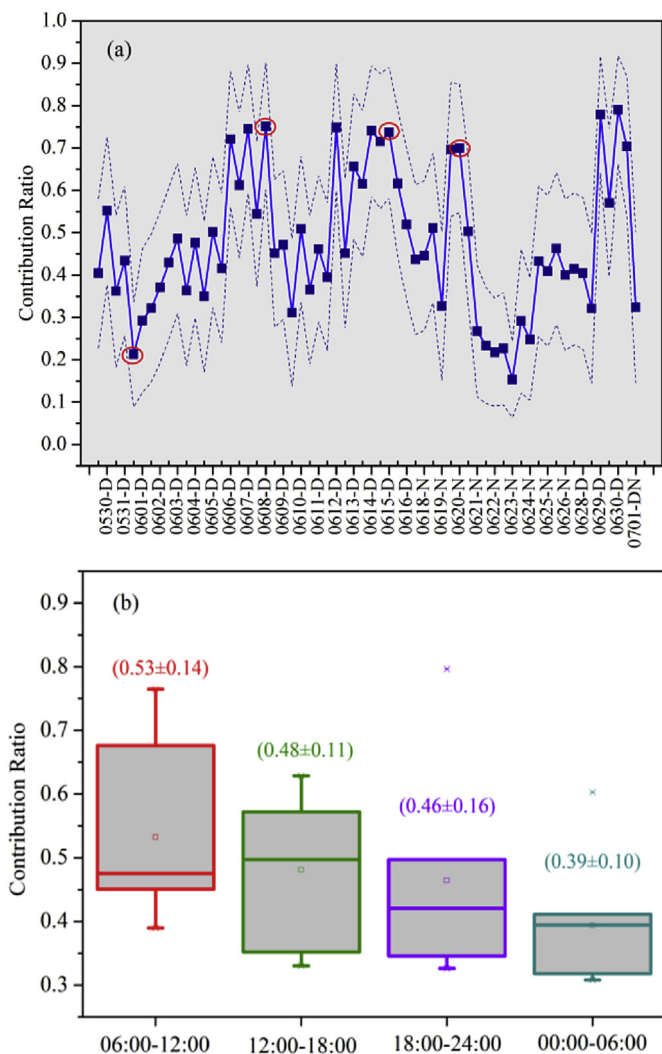 (a)
Contribution Ratio
1.0
0.9
0.8
0.7
0.6
0.5
0.4
0.3
0.2
0.1
0.0
0530-D
0531-D
0601-D
0602-D
0603-D
0604-D
0605-D
0606-D
0607-D
0608-D
0609-D
0610-D
0611-D
0612-D
0613-D
0614-D
0615-D
0616-D
0618-N
0619-N
0620-N
0621-N
0622-N
0623-N
0624-N
0625-N
0626-N
0628-D
0629-D
0630-D
0701-DN
(b)
Contribution Ratio
0.9
0.8
0.7
0.6
0.5
0.4
0.3
(0.53±0.14)
(0.48±0.11)
(0.46±0.16)
(0.39±0.10)
06:00-12:00 12:00-18:00 18:00-24:00 00:00-06:00